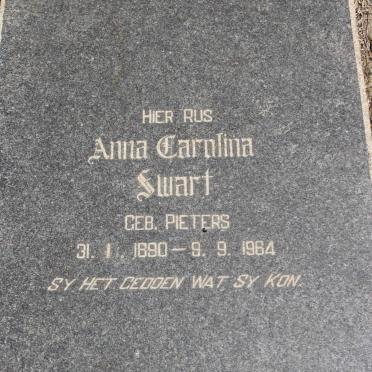 HIER RUS
Anna Carolina
Swart
GEB. PIETERS
31. 1. 1890 — 9. 9. 1964
SY HET GEDOEN WAT SY KON.